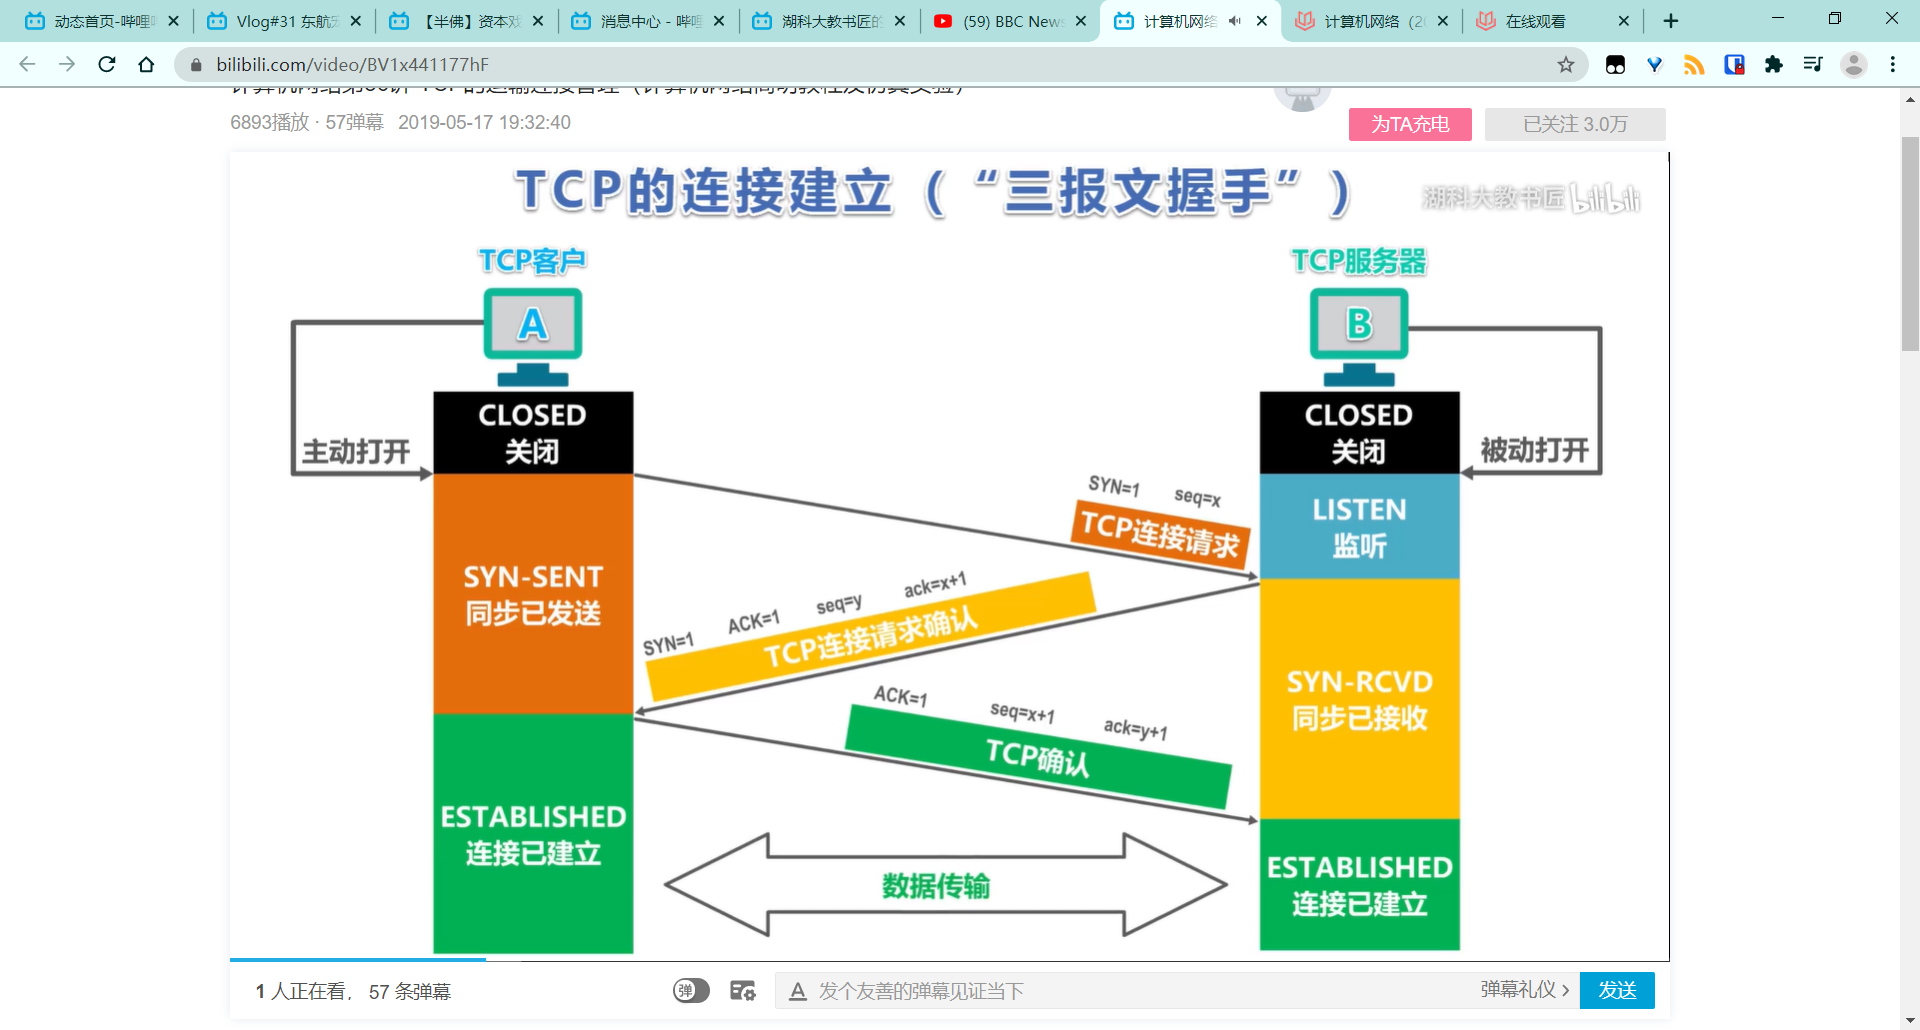 动态首页-哔哩
Vlog#31 东航
【半佛】资本戏
消息中心 - 哔哩
湖科大教书匠的
(59) BBC News
计算机网络
计算机网络（20
在线观看
bilibili.com/video/BV1x441177hF
6893播放 · 57弹幕 2019-05-17 19:32:40
为TA充电
已关注 3.0万
TCP的连接建立（“三报文握手”）
湖科大教书匠 bilibili
TCP客户
TCP服务器
A
B
CLOSED
关闭
CLOSED
关闭
主动打开
被动打开
SYN=1 seq=x
TCP连接请求
LISTEN
监听
SYN-SENT
同步已发送
SYN=1 ACK=1 seq=y ack=x+1
TCP连接请求确认
SYN-RCVD
同步已接收
ACK=1 seq=x+1 ack=y+1
TCP确认
ESTABLISHED
连接已建立
ESTABLISHED
连接已建立
数据传输
1 人正在看， 57 条弹幕
弹
A 发个友善的弹幕见证当下
弹幕礼仪
发送